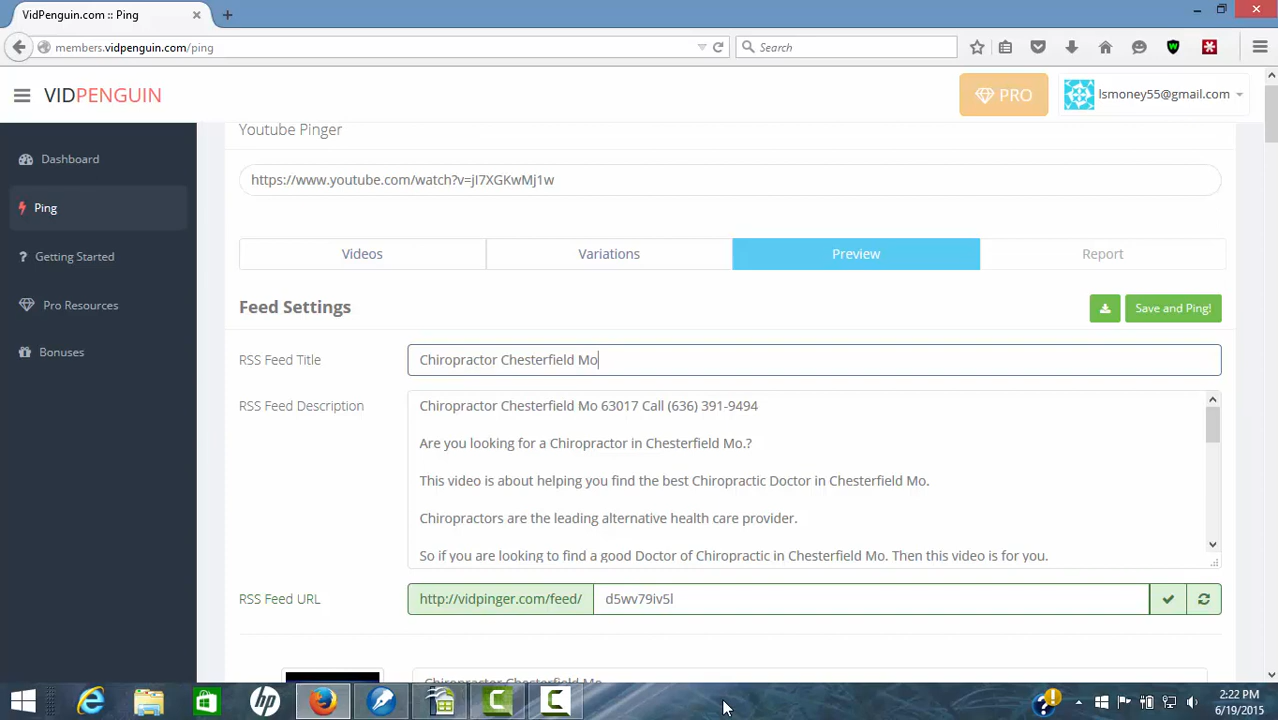 VidPenguin.com :: Ping
members.vidpenguin.com/ping
Search
VIDPENGUIN
PRO
lsmoney55@gmail.com
Dashboard
Ping
Getting Started
Pro Resources
Bonuses
Youtube Pinger
https://www.youtube.com/watch?v=jI7XGKwMj1w
Videos
Variations
Preview
Report
Feed Settings
Save and Ping!
RSS Feed Title
Chiropractor Chesterfield Mo
RSS Feed Description
Chiropractor Chesterfield Mo 63017 Call (636) 391-9494
Are you looking for a Chiropractor in Chesterfield Mo.?
This video is about helping you find the best Chiropractic Doctor in Chesterfield Mo.
Chiropractors are the leading alternative health care provider.
So if you are looking to find a good Doctor of Chiropractic in Chesterfield Mo. Then this video is for you.
RSS Feed URL
http://vidpinger.com/feed/
d5wv79iv5l
Chiropractor Chesterfield Mo
2:22 PM
6/19/2015